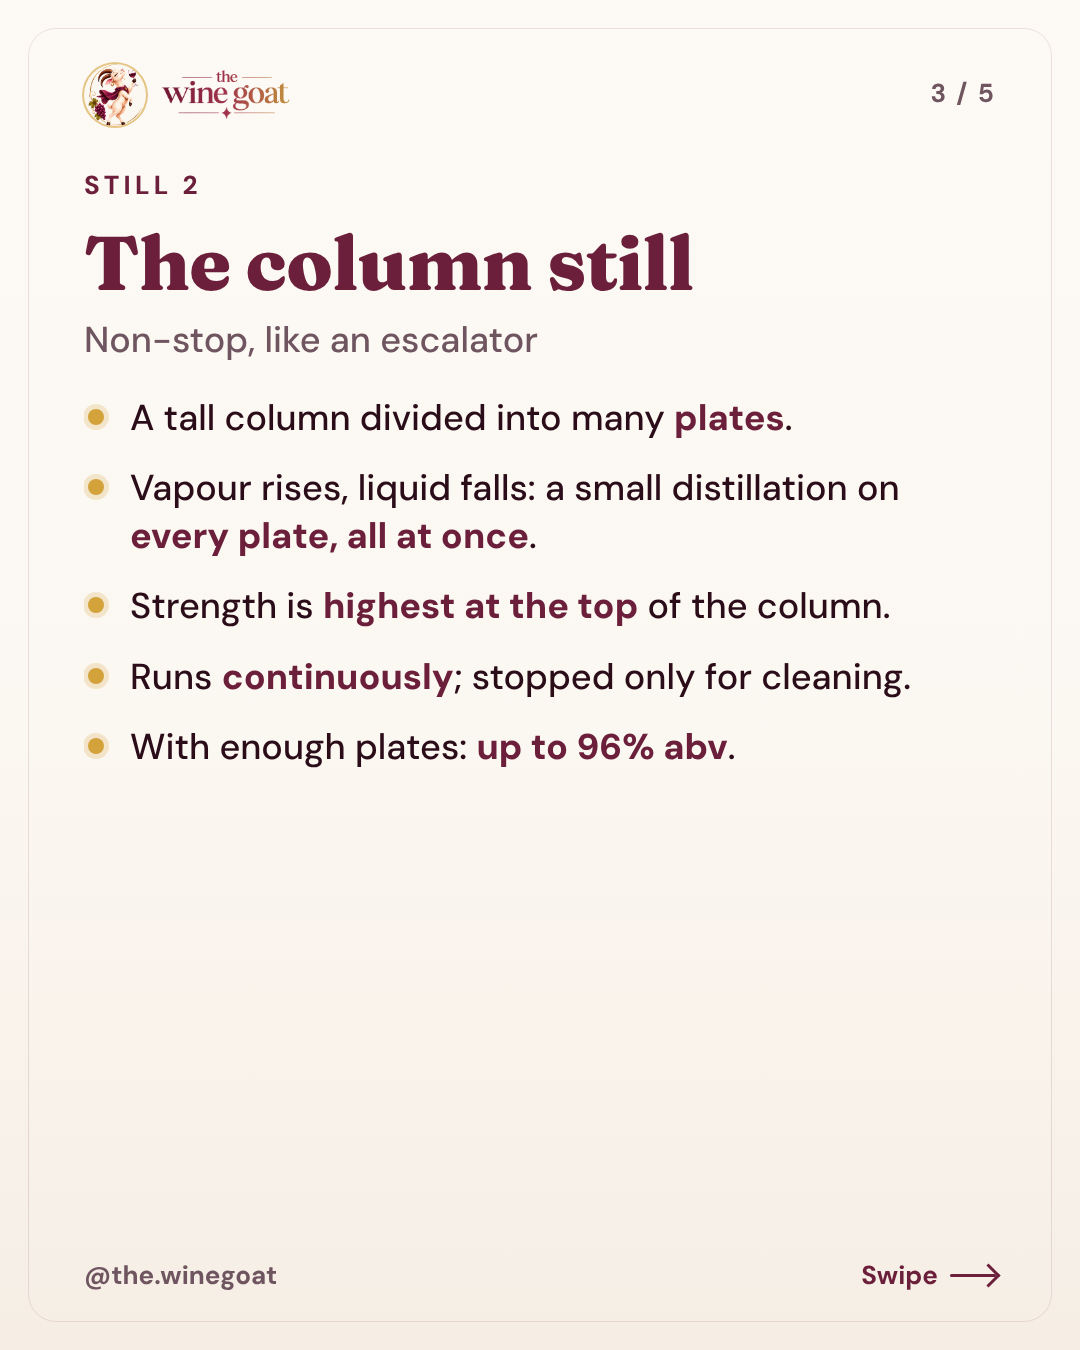 the
wine goat
3 / 5
STILL 2
The column still
Non-stop, like an escalator
A tall column divided into many plates.
Vapour rises, liquid falls: a small distillation on
every plate, all at once.
Strength is highest at the top of the column.
Runs continuously; stopped only for cleaning.
With enough plates: up to 96% abv.
@the.winegoat
Swipe